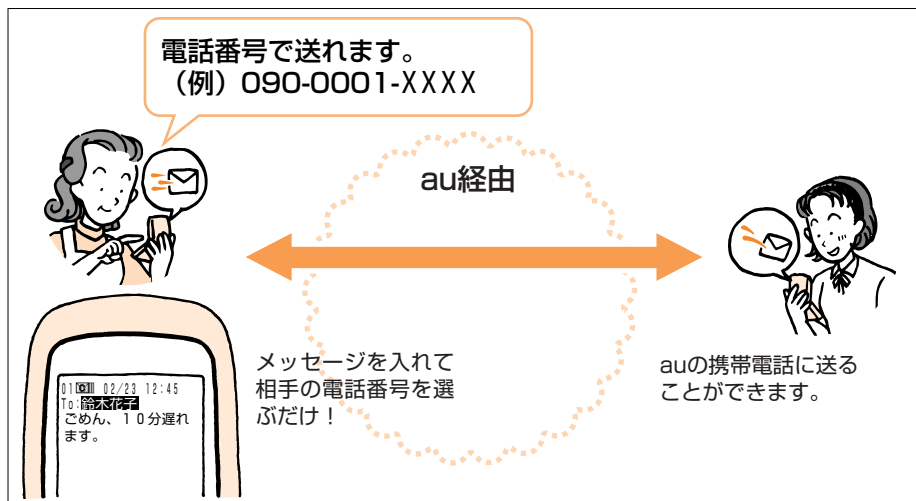 電話番号で送れます。
（例）090-0001-XXXX
au経由
メッセージを入れて
相手の電話番号を選
ぶだけ！
auの携帯電話に送る
ことができます。
01 02/23 12:45
To:鈴木花子
ごめん、１０分遅れ
ます。